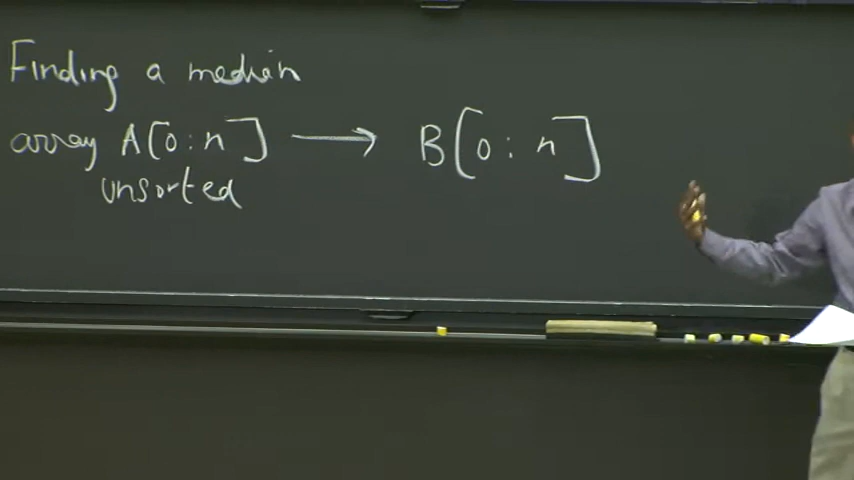 Finding a median
array A[0:n] → B[0:n]
unsorted